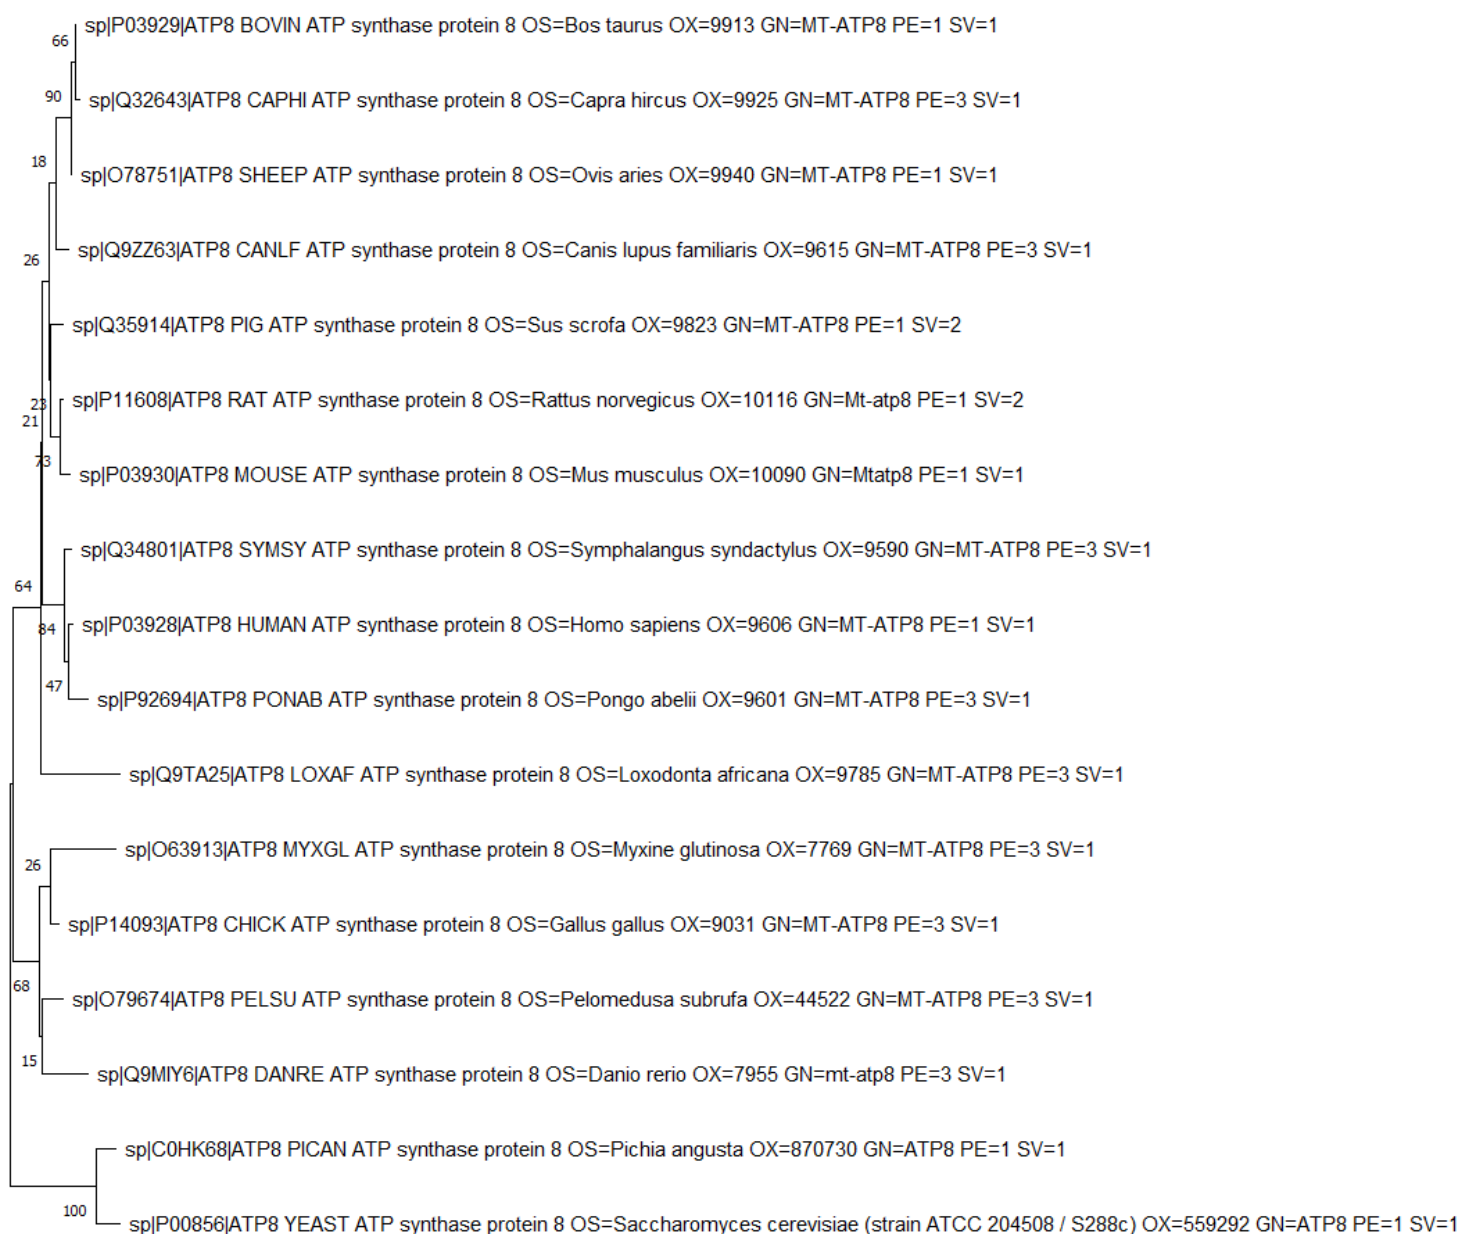 sp|P03929|ATP8 BOVIN ATP synthase protein 8 OS=Bos taurus OX=9913 GN=MT-ATP8 PE=1 SV=1
66
90
sp|Q32643|ATP8 CAPHI ATP synthase protein 8 OS=Capra hircus OX=9925 GN=MT-ATP8 PE=3 SV=1
18
sp|O78751|ATP8 SHEEP ATP synthase protein 8 OS=Ovis aries OX=9940 GN=MT-ATP8 PE=1 SV=1
sp|Q9ZZ63|ATP8 CANLF ATP synthase protein 8 OS=Canis lupus familiaris OX=9615 GN=MT-ATP8 PE=3 SV=1
26
sp|Q35914|ATP8 PIG ATP synthase protein 8 OS=Sus scrofa OX=9823 GN=MT-ATP8 PE=1 SV=2
sp|P11608|ATP8 RAT ATP synthase protein 8 OS=Rattus norvegicus OX=10116 GN=Mt-atp8 PE=1 SV=2
23
21
73
sp|P03930|ATP8 MOUSE ATP synthase protein 8 OS=Mus musculus OX=10090 GN=Mtatp8 PE=1 SV=1
sp|Q34801|ATP8 SYMSY ATP synthase protein 8 OS=Symphalangus syndactylus OX=9590 GN=MT-ATP8 PE=3 SV=1
64
84
sp|P03928|ATP8 HUMAN ATP synthase protein 8 OS=Homo sapiens OX=9606 GN=MT-ATP8 PE=1 SV=1
47
sp|P92694|ATP8 PONAB ATP synthase protein 8 OS=Pongo abelii OX=9601 GN=MT-ATP8 PE=3 SV=1
sp|Q9TA25|ATP8 LOXAF ATP synthase protein 8 OS=Loxodonta africana OX=9785 GN=MT-ATP8 PE=3 SV=1
sp|O63913|ATP8 MYXGL ATP synthase protein 8 OS=Myxine glutinosa OX=7769 GN=MT-ATP8 PE=3 SV=1
26
sp|P14093|ATP8 CHICK ATP synthase protein 8 OS=Gallus gallus OX=9031 GN=MT-ATP8 PE=3 SV=1
68
sp|O79674|ATP8 PELSU ATP synthase protein 8 OS=Pelomedusa subrufa OX=44522 GN=MT-ATP8 PE=3 SV=1
15
sp|Q9MIY6|ATP8 DANRE ATP synthase protein 8 OS=Danio rerio OX=7955 GN=mt-atp8 PE=3 SV=1
sp|C0HK68|ATP8 PICAN ATP synthase protein 8 OS=Pichia angusta OX=870730 GN=ATP8 PE=1 SV=1
100
sp|P00856|ATP8 YEAST ATP synthase protein 8 OS=Saccharomyces cerevisiae (strain ATCC 204508 / S288c) OX=559292 GN=ATP8 PE=1 SV=1